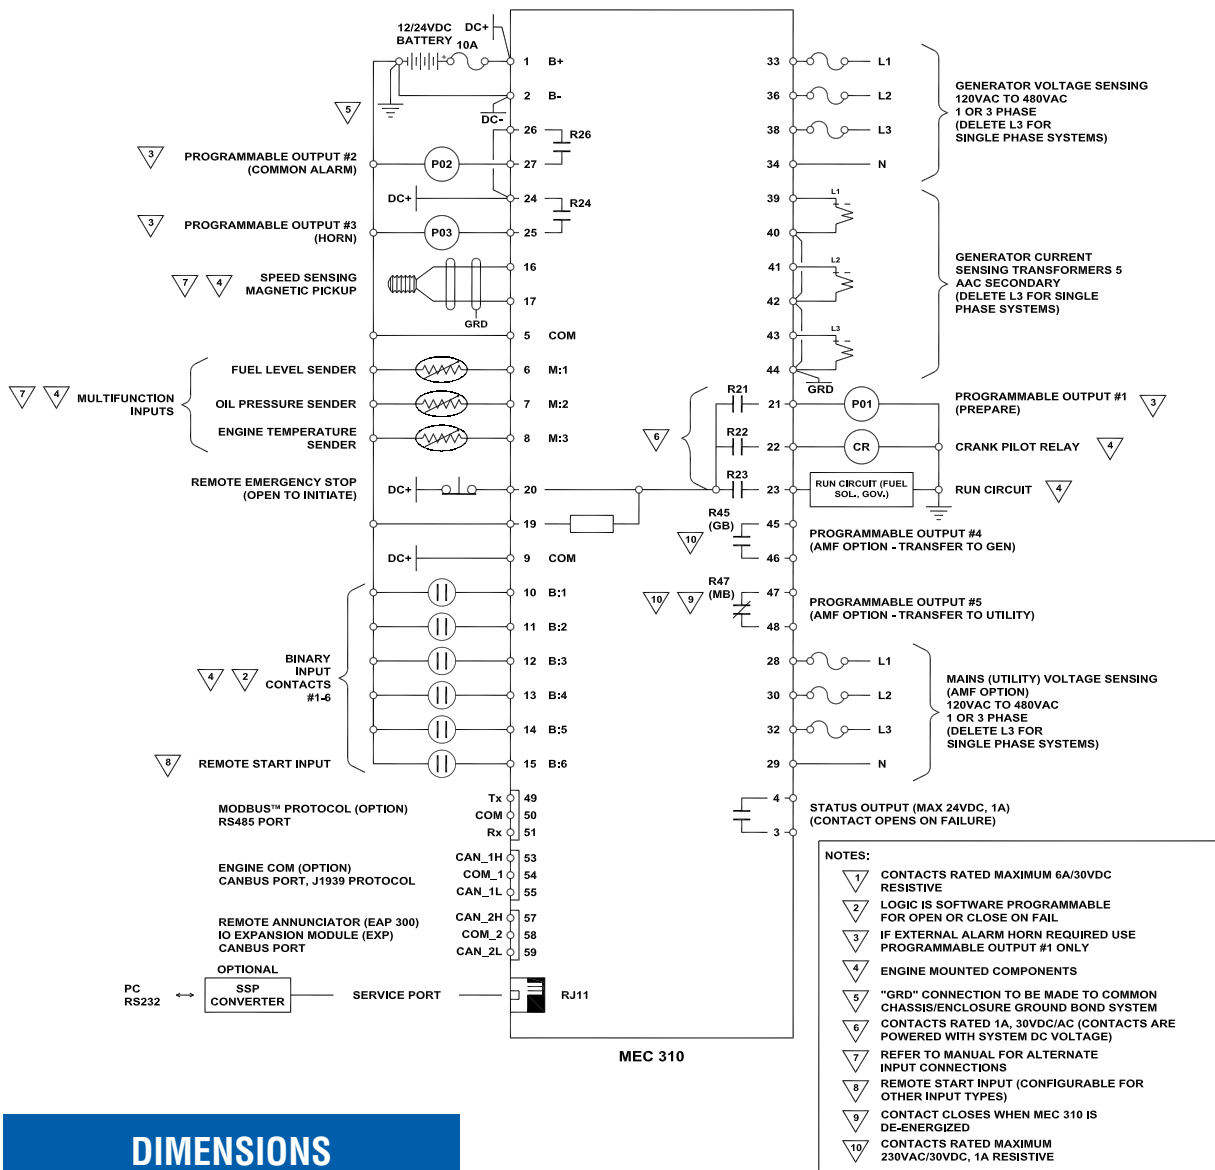 12/24VDC
BATTERY
DC+
10A
1 B+
2 B-
DC-
5
26
R26
3
PROGRAMMABLE OUTPUT #2
(COMMON ALARM)
P02
27
DC+
24
R24
3
PROGRAMMABLE OUTPUT #3
(HORN)
P03
25
7
4
SPEED SENSING
MAGNETIC PICKUP
16
17
GRD
5 COM
7
4
MULTIFUNCTION
INPUTS
FUEL LEVEL SENDER
6 M:1
OIL PRESSURE SENDER
7 M:2
ENGINE TEMPERATURE
SENDER
8 M:3
REMOTE EMERGENCY STOP
(OPEN TO INITIATE)
DC+
20
19
DC+
9 COM
10 B:1
11 B:2
4
2
BINARY
INPUT
CONTACTS
#1-6
12 B:3
13 B:4
14 B:5
8
REMOTE START INPUT
15 B:6
MODBUS™ PROTOCOL (OPTION)
RS485 PORT
Tx 49
COM 50
Rx 51
ENGINE COM (OPTION)
CANBUS PORT, J1939 PROTOCOL
CAN_1H 53
COM_1 54
CAN_1L 55
REMOTE ANNUNCIATOR (EAP 300)
IO EXPANSION MODULE (EXP)
CANBUS PORT
CAN_2H 57
COM_2 58
CAN_2L 59
OPTIONAL
PC
RS232
SSP
CONVERTER
SERVICE PORT
RJ11
MEC 310
33 L1
36 L2
38 L3
34 N
GENERATOR VOLTAGE SENSING
120VAC TO 480VAC
1 OR 3 PHASE
(DELETE L3 FOR
SINGLE PHASE SYSTEMS)
39
L1
40
41
L2
42
43
L3
44
GRD
GENERATOR CURRENT
SENSING TRANSFORMERS 5
AAC SECONDARY
(DELETE L3 FOR SINGLE
PHASE SYSTEMS)
6
R21
21
P01
PROGRAMMABLE OUTPUT #1
(PREPARE)
3
R22
22
CR
CRANK PILOT RELAY
4
R23
23
RUN CIRCUIT (FUEL
SOL., GOV.)
RUN CIRCUIT
4
R45
(GB)
10
45
46
PROGRAMMABLE OUTPUT #4
(AMF OPTION - TRANSFER TO GEN)
R47
(MB)
10
9
47
48
PROGRAMMABLE OUTPUT #5
(AMF OPTION - TRANSFER TO UTILITY)
28 L1
30 L2
32 L3
29 N
MAINS (UTILITY) VOLTAGE SENSING
(AMF OPTION)
120VAC TO 480VAC
1 OR 3 PHASE
(DELETE L3 FOR
SINGLE PHASE SYSTEMS)
4
3
STATUS OUTPUT (MAX 24VDC, 1A)
(CONTACT OPENS ON FAILURE)
NOTES:
1 CONTACTS RATED MAXIMUM 6A/30VDC
RESISTIVE
2 LOGIC IS SOFTWARE PROGRAMMABLE
FOR OPEN OR CLOSE ON FAIL
3 IF EXTERNAL ALARM HORN REQUIRED USE
PROGRAMMABLE OUTPUT #1 ONLY
4 ENGINE MOUNTED COMPONENTS
5 "GRD" CONNECTION TO BE MADE TO COMMON
CHASSIS/ENCLOSURE GROUND BOND SYSTEM
6 CONTACTS RATED 1A, 30VDC/AC (CONTACTS ARE
POWERED WITH SYSTEM DC VOLTAGE)
7 REFER TO MANUAL FOR ALTERNATE
INPUT CONNECTIONS
8 REMOTE START INPUT (CONFIGURABLE FOR
OTHER INPUT TYPES)
9 CONTACT CLOSES WHEN MEC 310 IS
DE-ENERGIZED
10 CONTACTS RATED MAXIMUM
230VAC/30VDC, 1A RESISTIVE
DIMENSIONS